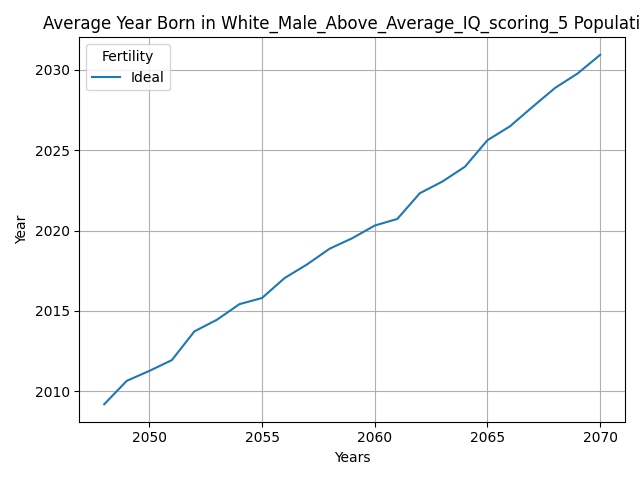 Average Year Born in White_Male_Above_Average_IQ_scoring_5 Populati
Fertility
Ideal
2030
2025
2020
2015
2010
Year
2050 2055 2060 2065 2070
Years